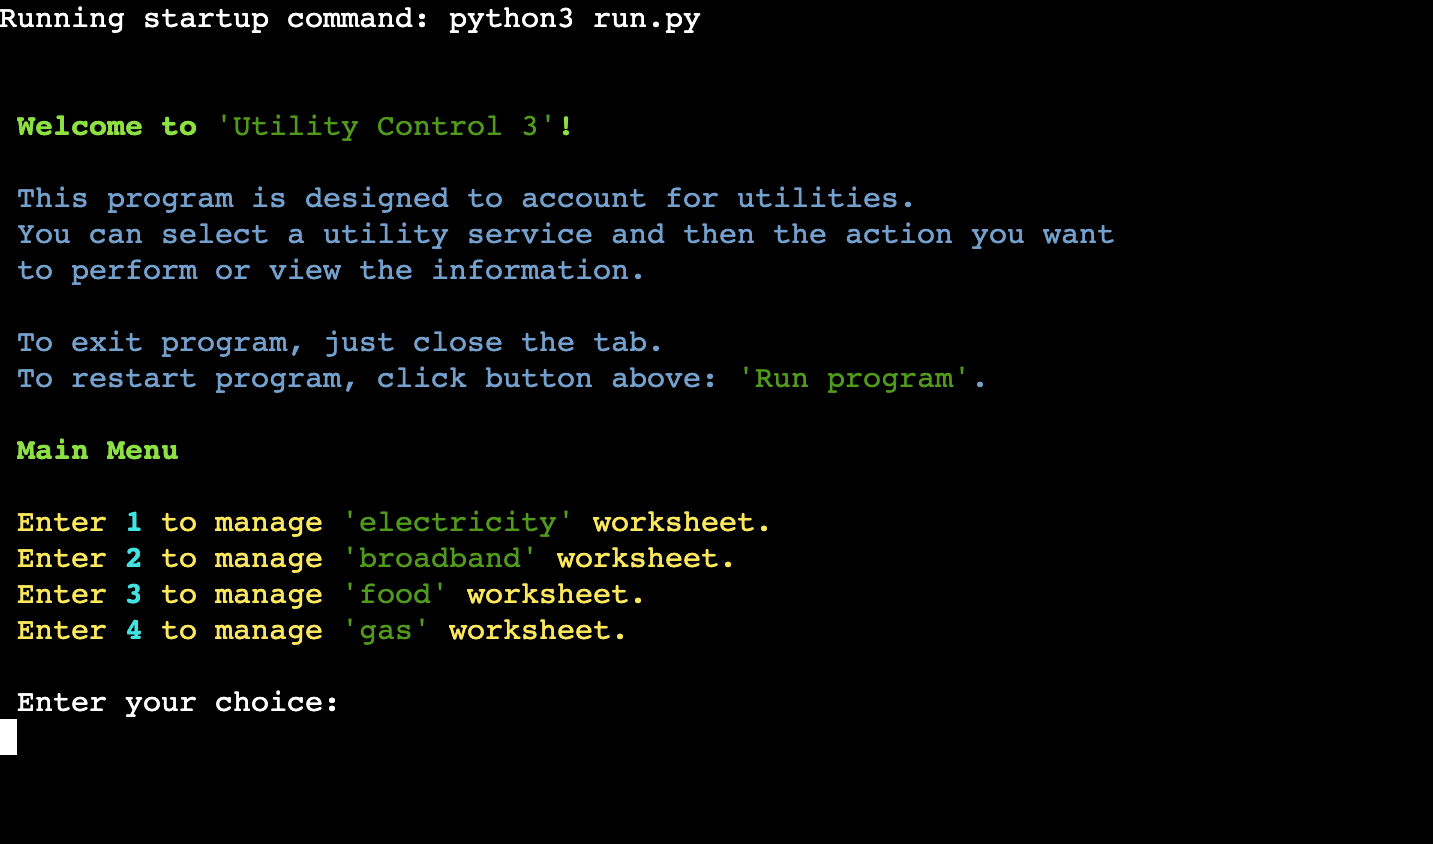 Running startup command: python3 run.py
Welcome to 'Utility Control 3'!
This program is designed to account for utilities.
You can select a utility service and then the action you want
to perform or view the information.
To exit program, just close the tab.
To restart program, click button above: 'Run program'.
Main Menu
Enter 1 to manage 'electricity' worksheet.
Enter 2 to manage 'broadband' worksheet.
Enter 3 to manage 'food' worksheet.
Enter 4 to manage 'gas' worksheet.
Enter your choice: